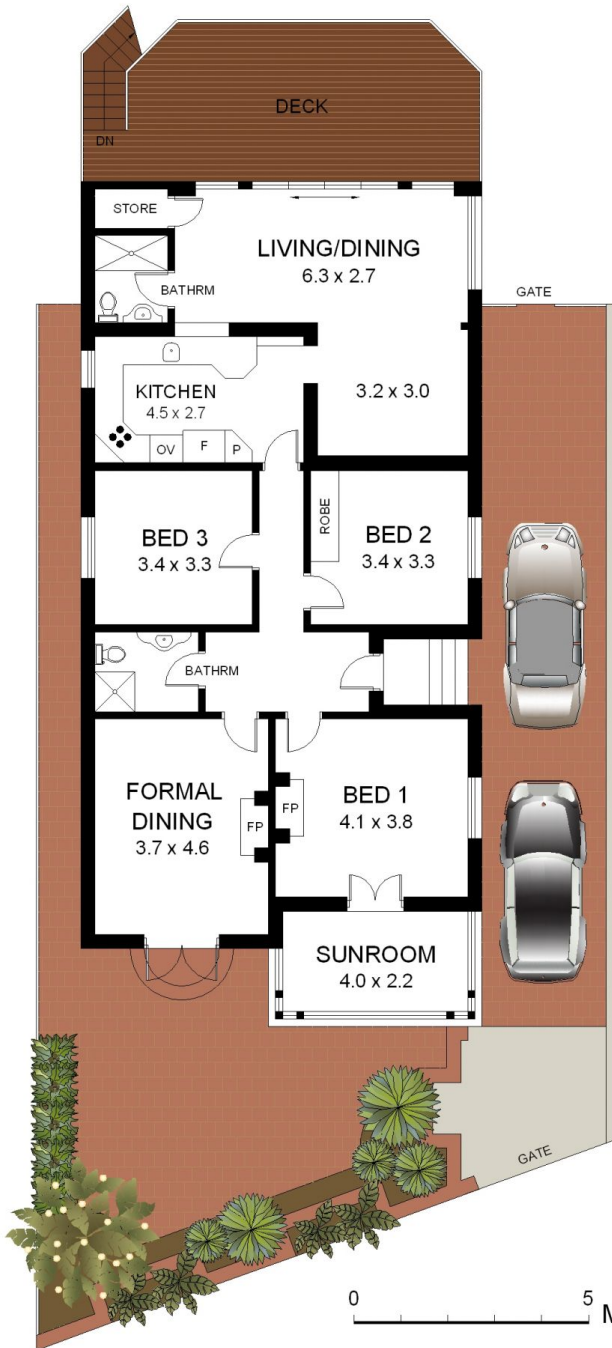 DECK
DN
STORE
LIVING/DINING
6.3 x 2.7
BATHRM
GATE
KITCHEN
4.5 x 2.7
3.2 x 3.0
OV
F
P
BED 3
3.4 x 3.3
ROBE
BED 2
3.4 x 3.3
BATHRM
FORMAL
DINING
3.7 x 4.6
FP
FP
BED 1
4.1 x 3.8
SUNROOM
4.0 x 2.2
GATE
0
5
M